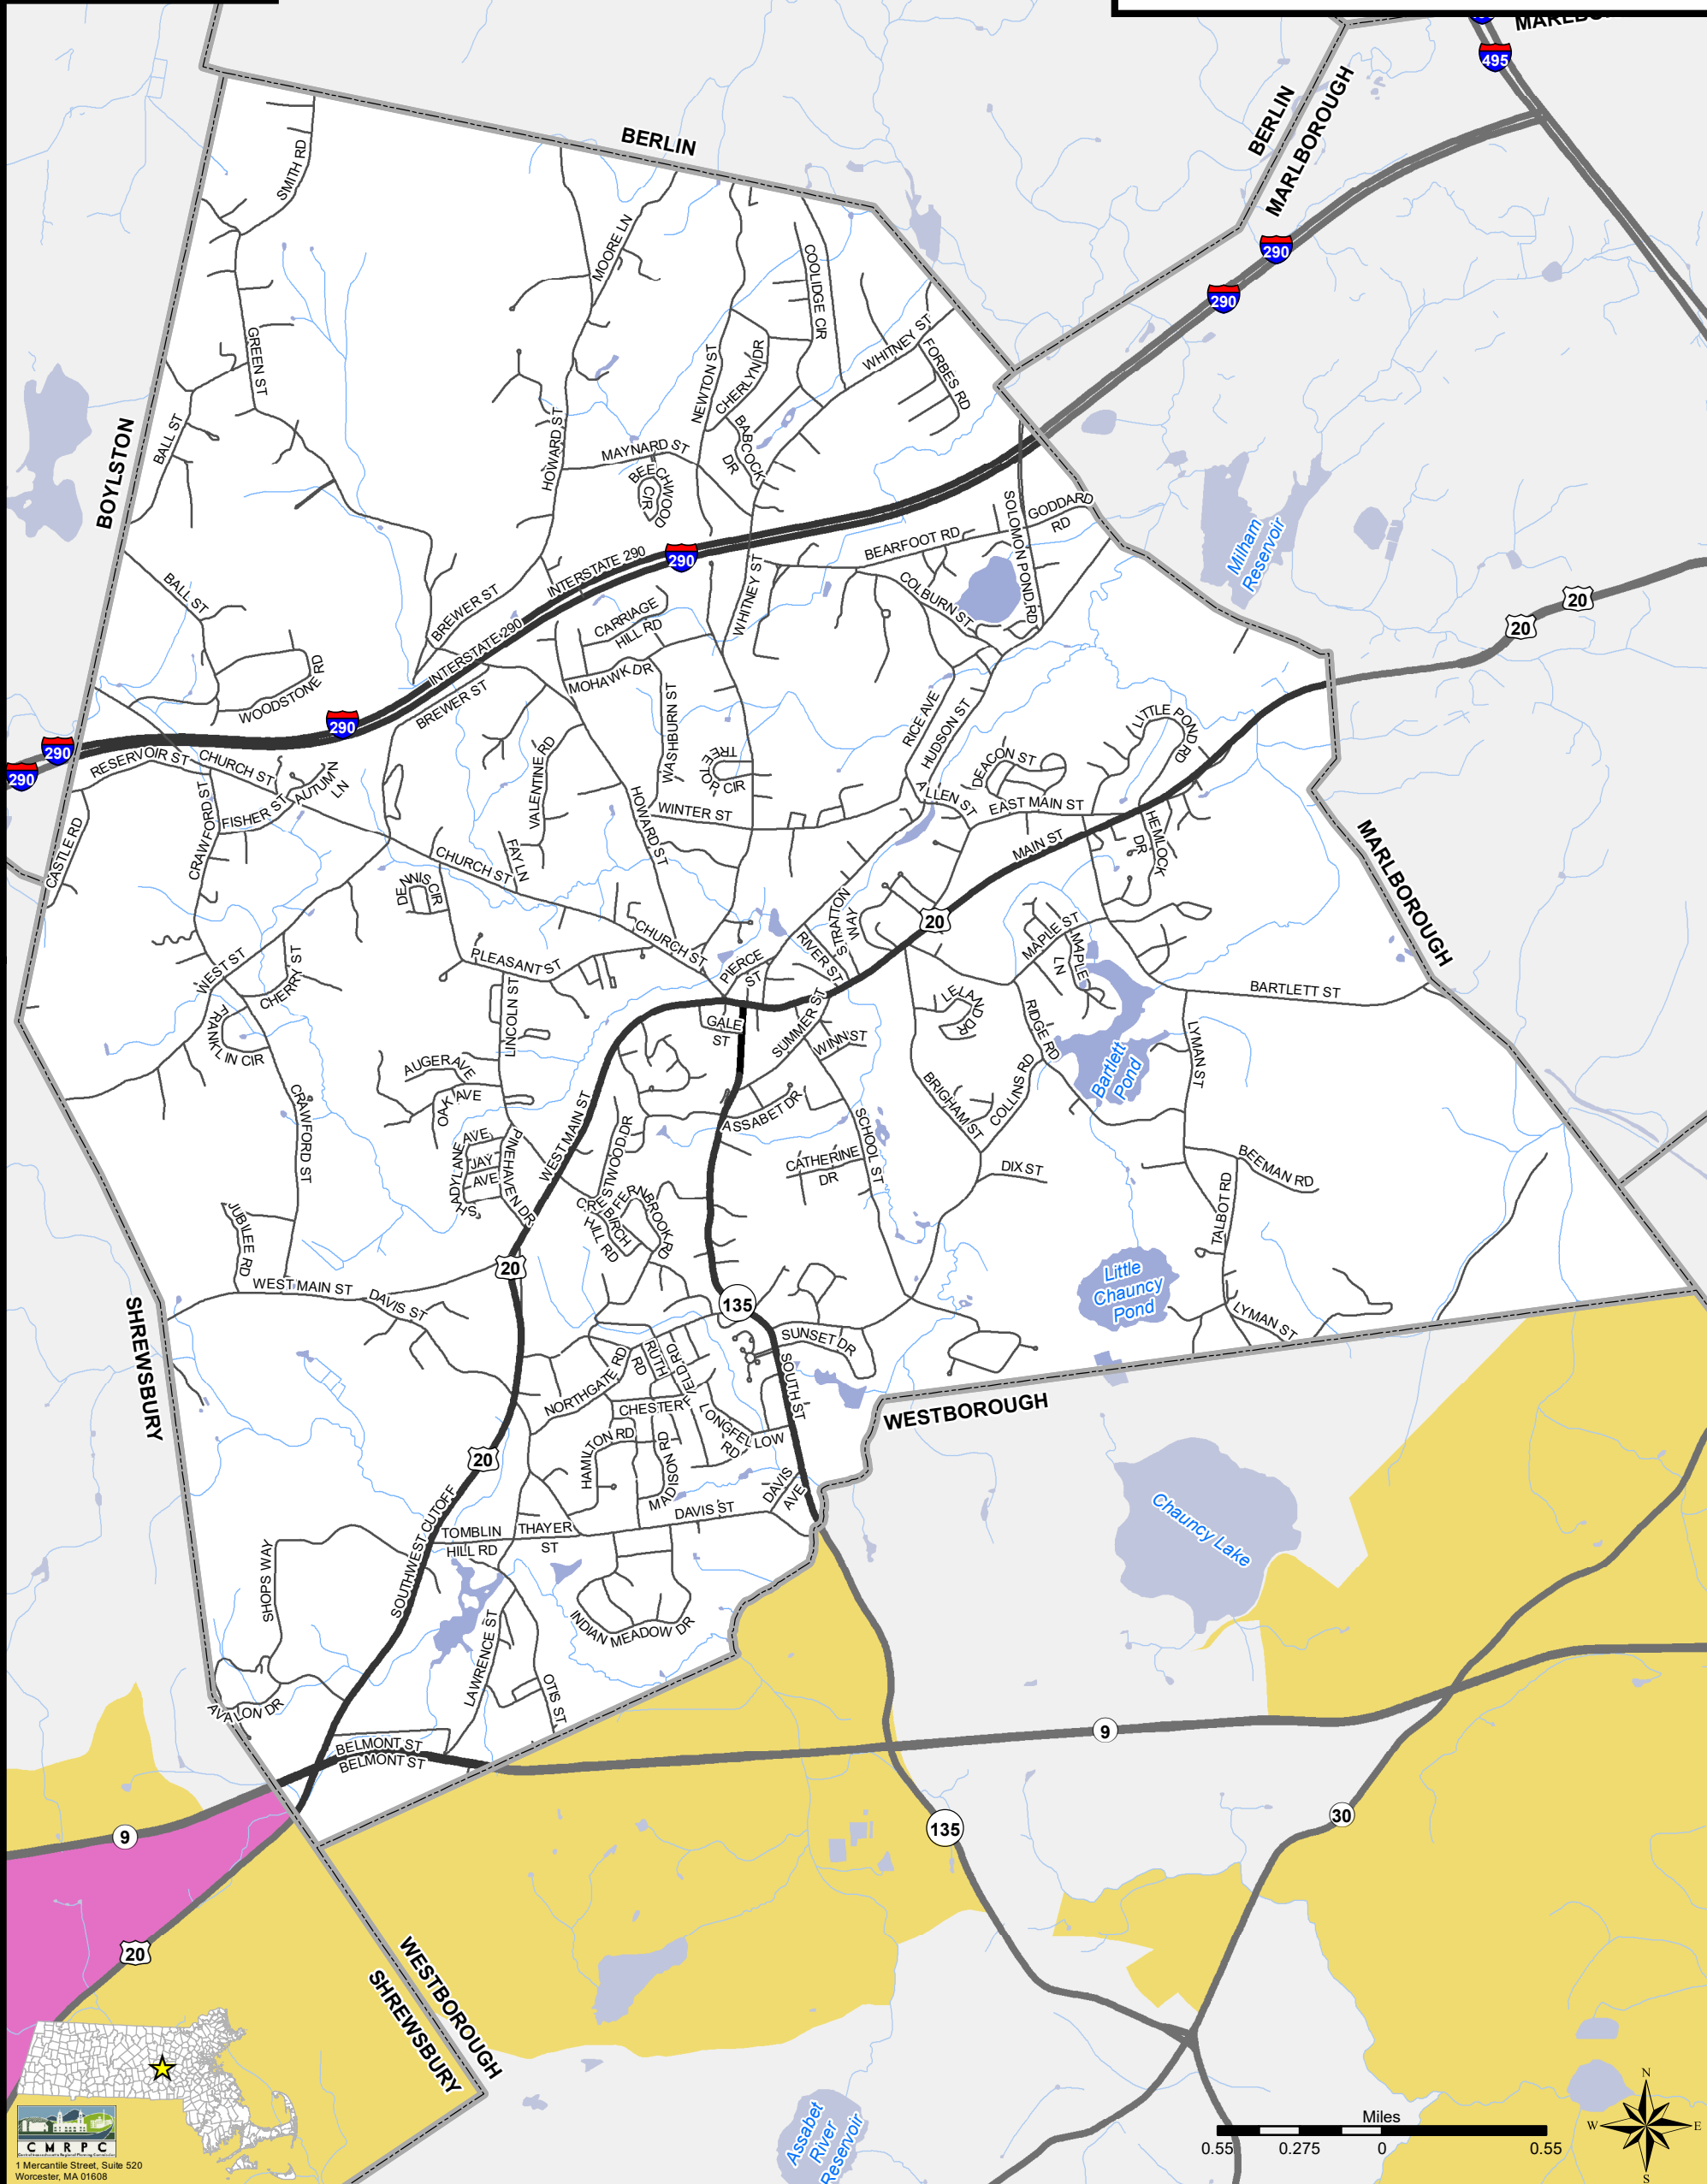 MARLBO
495
BERLIN
BERLIN
MARLBOROUGH
SMITH RD
MOORE LN
COOLIDGE CIR
290
290
GREEN ST
NEWTON ST
CHERLYN DR
WHITNEY ST
FORBES RD
BOYLSTON
BALL ST
HOWARD ST
MAYNARD ST
BABCOCK
DR
BEECHWOOD
CIR
SOLOMON POND RD
GODDARD
RD
BEARFOOT RD
Milham
Reservoir
INTERSTATE 290
290
BALL ST
BREWER ST
CARRIAGE
HILL RD
WHITNEY ST
COLBURN ST
20
20
INTERSTATE 290
WOODSTONE RD
BREWER ST
MOHAWK DR
WASHBURN ST
RICE AVE
HUDSON ST
LITTLE POND RD
290
290
290
RESERVOIR ST
CHURCH ST
AUTUMN
LN
VALENTINE RD
TRE
TOR CIR
DEACON ST
ALLEN ST
EAST MAIN ST
CASTLE RD
CRAWFORD ST
FISHER ST
HOWARD ST
WINTER ST
MAIN ST
HEMLOCK
DR
MARLBOROUGH
CHURCH ST
FAY LN
DENNIS CIR
20
STRATTON
WAY
CHURCH ST
RIVER ST
MAPLE ST
MAPLE
LN
WEST ST
CHERRY ST
PLEASANT ST
PIERCE
ST
BARTLETT ST
FRANKLIN CIR
LINCOLN ST
GALE
ST
SUMMER ST
WINN ST
LELAND
DR
RIDGE RD
LYMAN ST
Bartlett
Pond
AUGER AVE
OAK AVE
CRAWFORD ST
WEST MAIN ST
ASSABET DR
BRIGHAM ST
COLLINS RD
SCHOOL ST
SHADYLANE
AVE
JAY
AVE
PINEHAVEN DR
CRESTWOOD DR
CATHERINE
DR
DIX ST
BEEMAN RD
TALBOT RD
FERNBROOK RD
BIRCH
HILL RD
JUBILEE RD
20
Little
Chauncy
Pond
WEST MAIN ST
DAVIS ST
135
SHREWSBURY
LYMAN ST
SUNSET DR
NORTHGATE RD
RUTH
RD
SOUTH ST
CHESTER
LONGFELLOW
RD
WESTBOROUGH
HAMILTON RD
MADISON RD
20
DAVIS
AVE
SOUTHWEST CUTOFF
DAVIS ST
TOMBLIN
HILL RD
THAYER
ST
Chauncy Lake
SHOPS WAY
LAWRENCE ST
INDIAN MEADOW DR
OTIS ST
AVALON DR
BELMONT ST
BELMONT ST
9
9
135
30
20
WESTBOROUGH
SHREWSBURY
Assabet
River
Reservoir
Miles
0.55 0.275 0 0.55
N
W E
S
CMRPC
1 Mercantile Street, Suite 520
Worcester, MA 01608